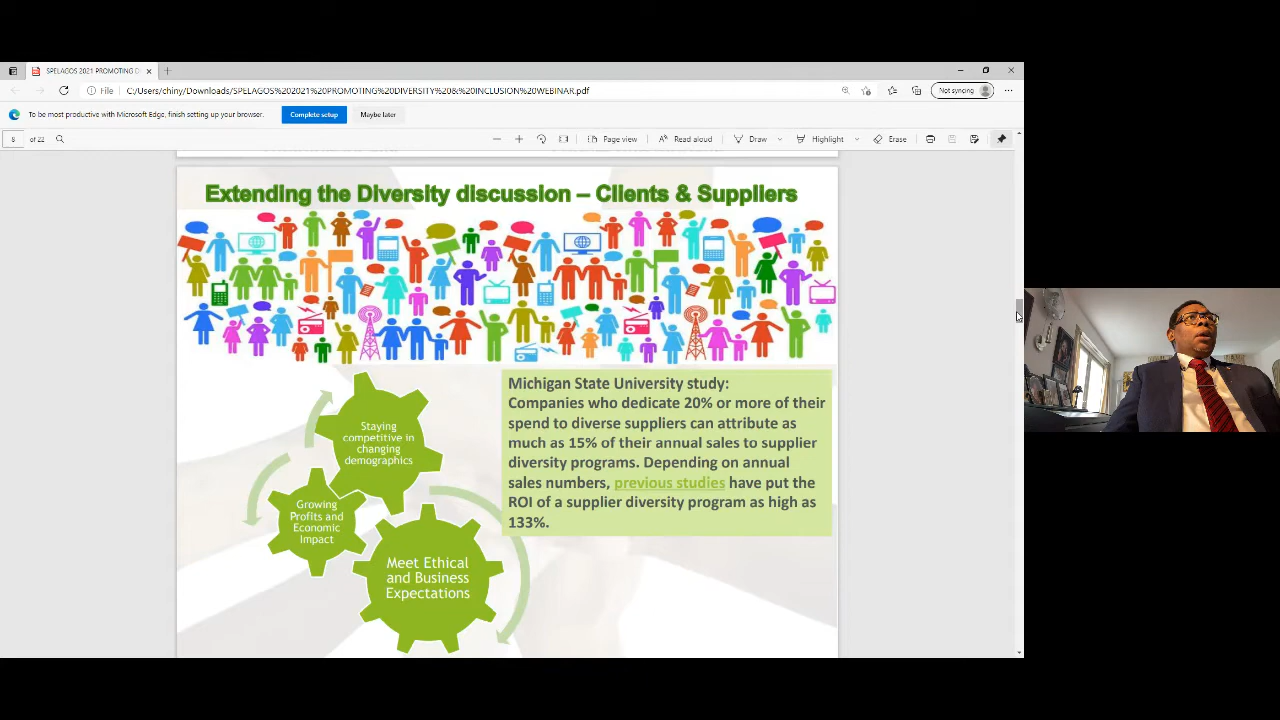 SPELAGOS 2021 PROMOTING D
File
C:/Users/chiny/Downloads/SPELAGOS%202021%20PROMOTING%20DIVERSITY%20&%20INCLUSION%20WEBINAR.pdf
Not syncing
To be most productive with Microsoft Edge, finish setting up your browser.
Complete setup
Maybe later
8 of 22
Page view
Read aloud
Draw
Highlight
Erase
Extending the Diversity discussion – Clients & Suppliers
Staying
competitive in
changing
demographics
Growing
Profits and
Economic
Impact
Meet Ethical
and Business
Expectations
Michigan State University study:
Companies who dedicate 20% or more of their
spend to diverse suppliers can attribute as
much as 15% of their annual sales to supplier
diversity programs. Depending on annual
sales numbers, previous studies have put the
ROI of a supplier diversity program as high as
133%.